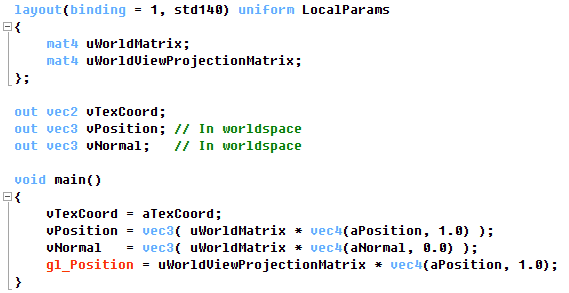 layout(binding = 1, std140) uniform LocalParams
{
    mat4 uWorldMatrix;
    mat4 uWorldViewProjectionMatrix;
};

out vec2 vTexCoord;
out vec3 vPosition; // In worldspace
out vec3 vNormal;   // In worldspace

void main()
{
    vTexCoord = aTexCoord;
    vPosition = vec3( uWorldMatrix * vec4(aPosition, 1.0) );
    vNormal   = vec3( uWorldMatrix * vec4(aNormal, 0.0) );
    gl_Position = uWorldViewProjectionMatrix * vec4(aPosition, 1.0);
}